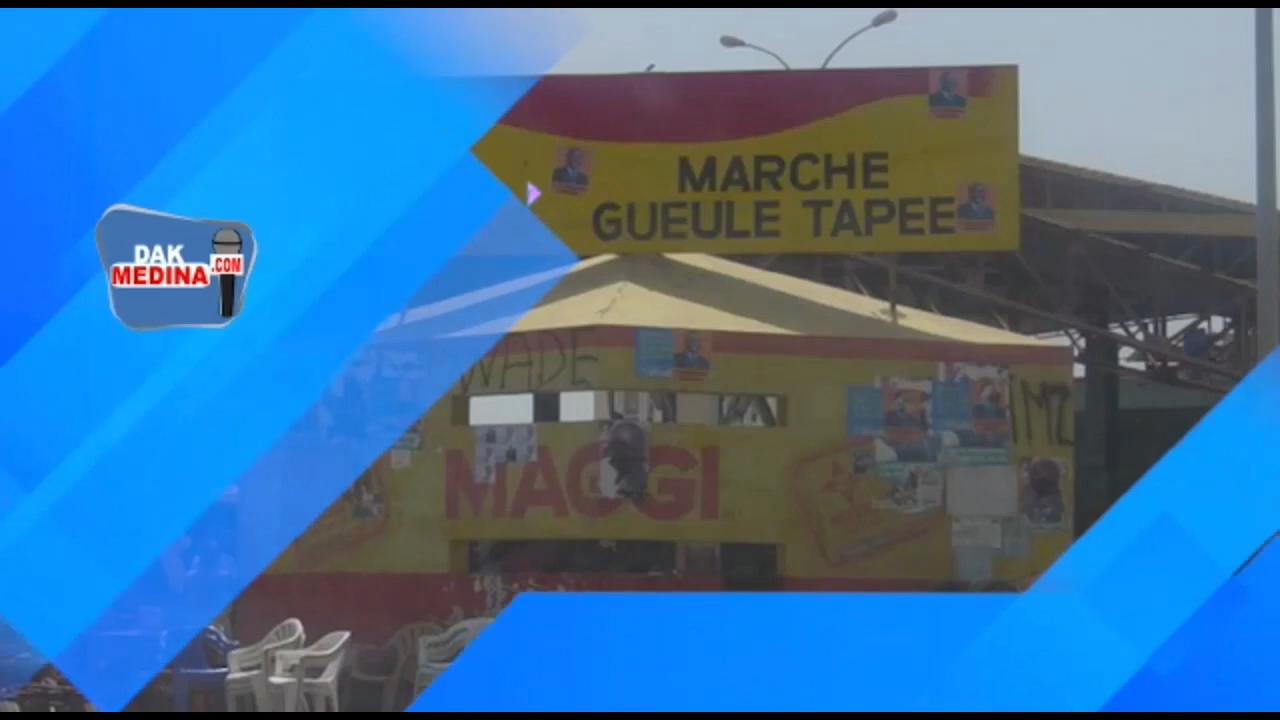 MARCHE
GUEULE TAPEE
DAK
MEDINA .COM
WADE
MAGGI